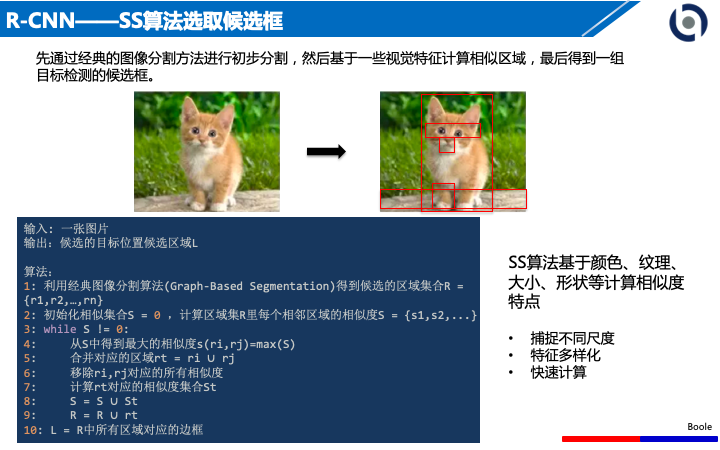 R-CNN——SS算法选取候选框
先通过经典的图像分割方法进行初步分割，然后基于一些视觉特征计算相似区域，最后得到一组
目标检测的候选框。
输入: 一张图片
输出: 候选的目标位置候选区域L
算法:
1: 利用经典图像分割算法(Graph-Based Segmentation)得到候选的区域集合R =
{r1,r2,…,rn}
2: 初始化相似集合S = 0 ，计算区域集R里每个相邻区域的相似度S = {s1,s2,...}
3: while S != 0:
4: 从S中得到最大的相似度s(ri,rj)=max(S)
5: 合并对应的区域rt = ri ∪ rj
6: 移除ri,rj对应的所有相似度
7: 计算rt对应的相似度集合St
8: S = S ∪ St
9: R = R ∪ rt
10: L = R中所有区域对应的边框
SS算法基于颜色、纹理、
大小、形状等计算相似度
特点
• 捕捉不同尺度
• 特征多样化
• 快速计算
Boole